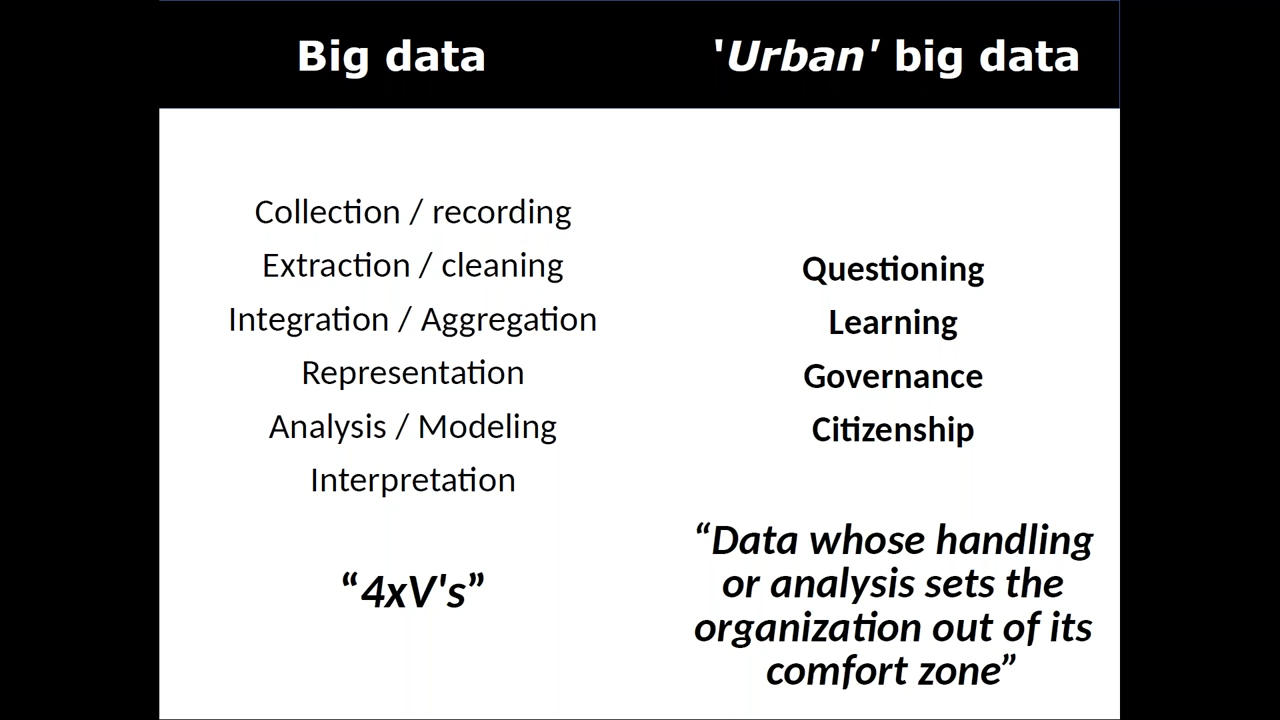 Big data
'Urban' big data
Collection / recording
Extraction / cleaning
Integration / Aggregation
Representation
Analysis / Modeling
Interpretation
“4xV's”
Questioning
Learning
Governance
Citizenship
“Data whose handling
or analysis sets the
organization out of its
comfort zone”